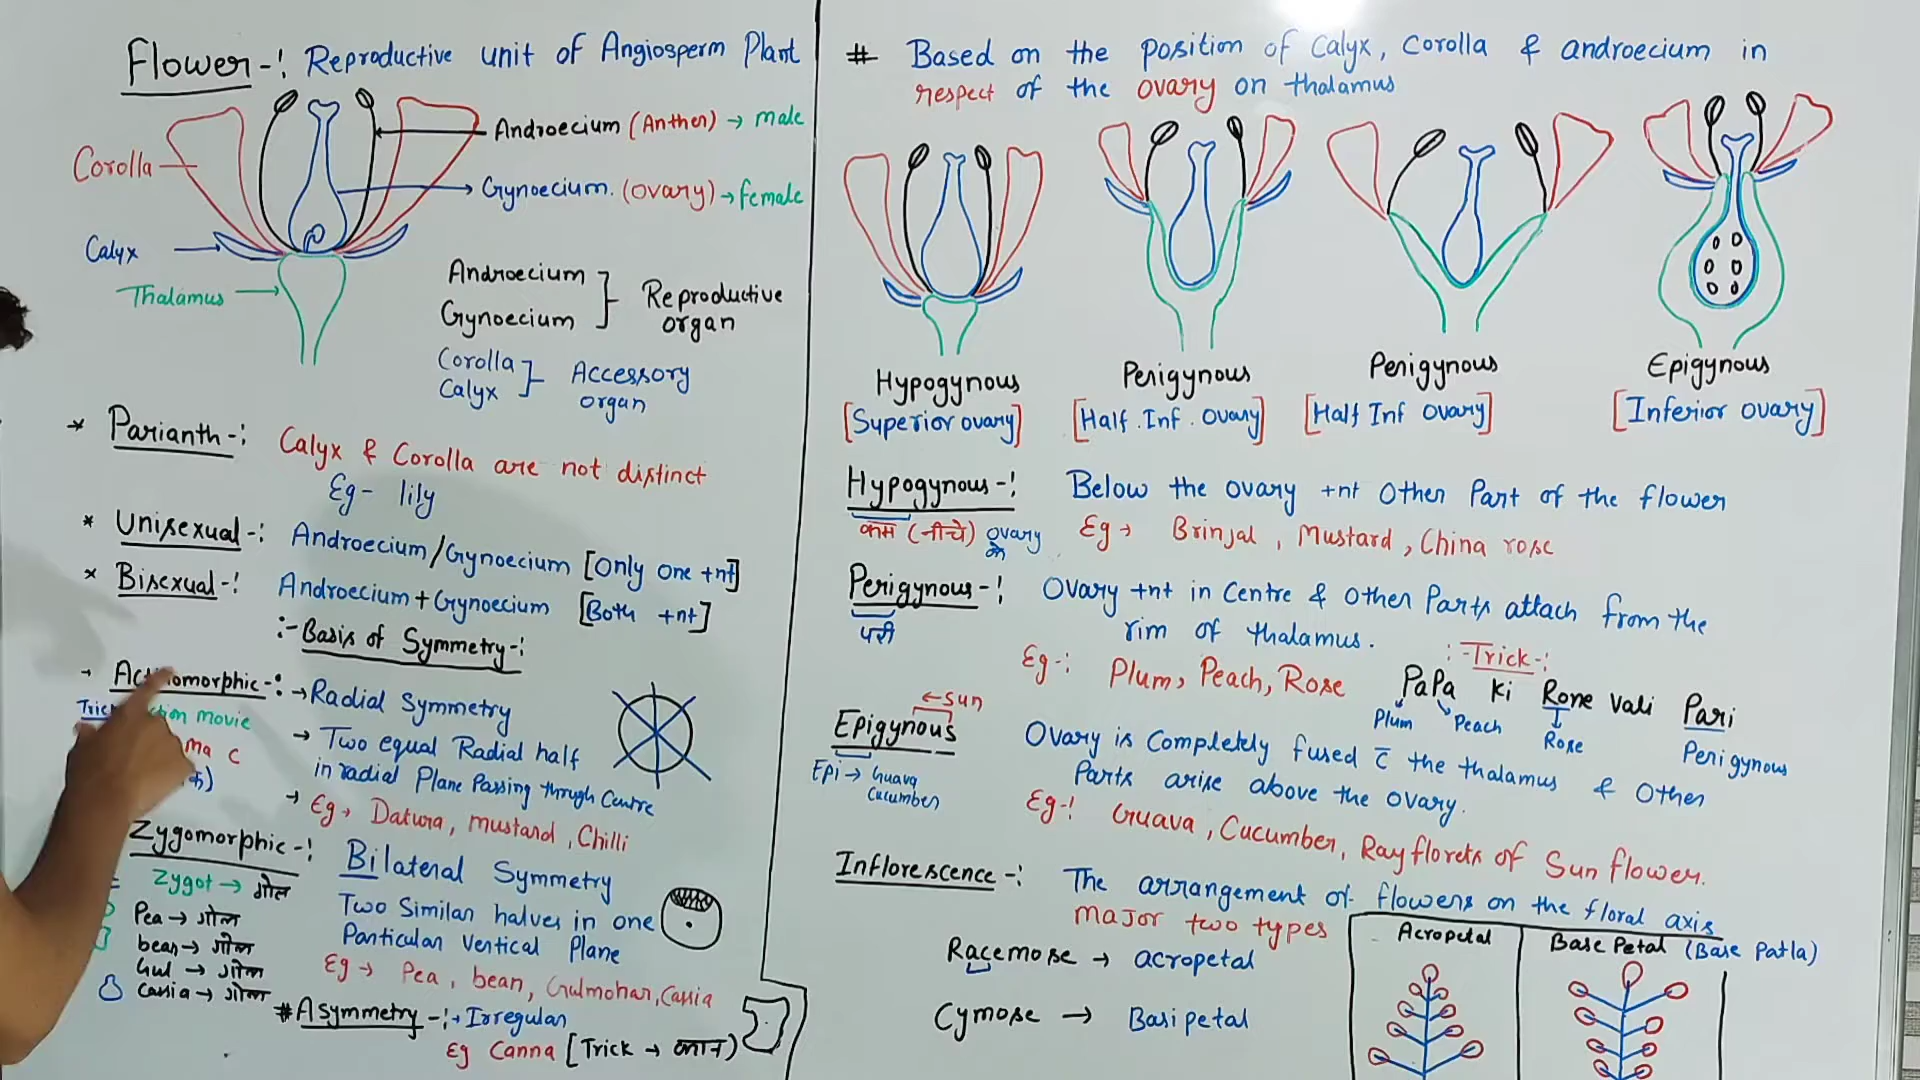 Flower-: Reproductive unit of Angiosperm Plant
Androecium (Anther) → male
Corolla
Gynoecium. (ovary) → female
Calyx
Thalamus
Androecium
Gynoecium
Reproductive
organ
Corolla
Calyx
Accessory
organ
* Parianth-: Calyx & Corolla are not distinct
Eg- lily
* Unisexual-: Androecium/Gynoecium [Only one +nt]
* Bisexual-: Androecium+Gynoecium [Both +nt]
:-Basis of Symmetry-:
→ morphic-: → Radial Symmetry
movie
ma c
→ Two equal Radial half
in radial Plane Passing through Centre
→ Eg → Datura, mustard, Chilli
Zygomorphic-: Bilateral Symmetry
Zygot → गोल
Pea → गोल
bean → गोल
Gul → गोल
Cassia → गोल
Two Similar halves in one
Particular Vertical Plane
Eg → Pea, bean, Gulmohar, Cassia
# Asymmetry-: → Irregular
Eg Canna [Trick → कान)
# Based on the position of Calyx, Corolla & androecium in
respect of the ovary on thalamus
Hypogynous
[Superior ovary]
Perigynous
[Half. Inf. Ovary]
Perigynous
[Half Inf Ovary]
Epigynous
[Inferior ovary]
Hypogynous-: Below the ovary +nt Other Part of the flower
कम (नीचे) ovary के
Eg → Brinjal, Mustard, China rose
Perigynous-: Ovary +nt in Centre & other Parts attach from the
rim of thalamus.
परी
Eg-: Plum, Peach, Rose
:-Trick-:
PaPa ki Rone Vali Pari
Plum Peach Rose Perigynous
← Sun
Epigynous
Epi → Guava
Cucumber
Ovary is Completely fused c̄ the thalamus & Other
Parts arise above the ovary.
Eg-: Guava, Cucumber, Ray florets of Sun flower.
Inflorescence-: The arrangement of flowers on the floral axis
major two types
Racemose → acropetal
Cymose → Basipetal
Acropetal
Base Petal (Base Patla)